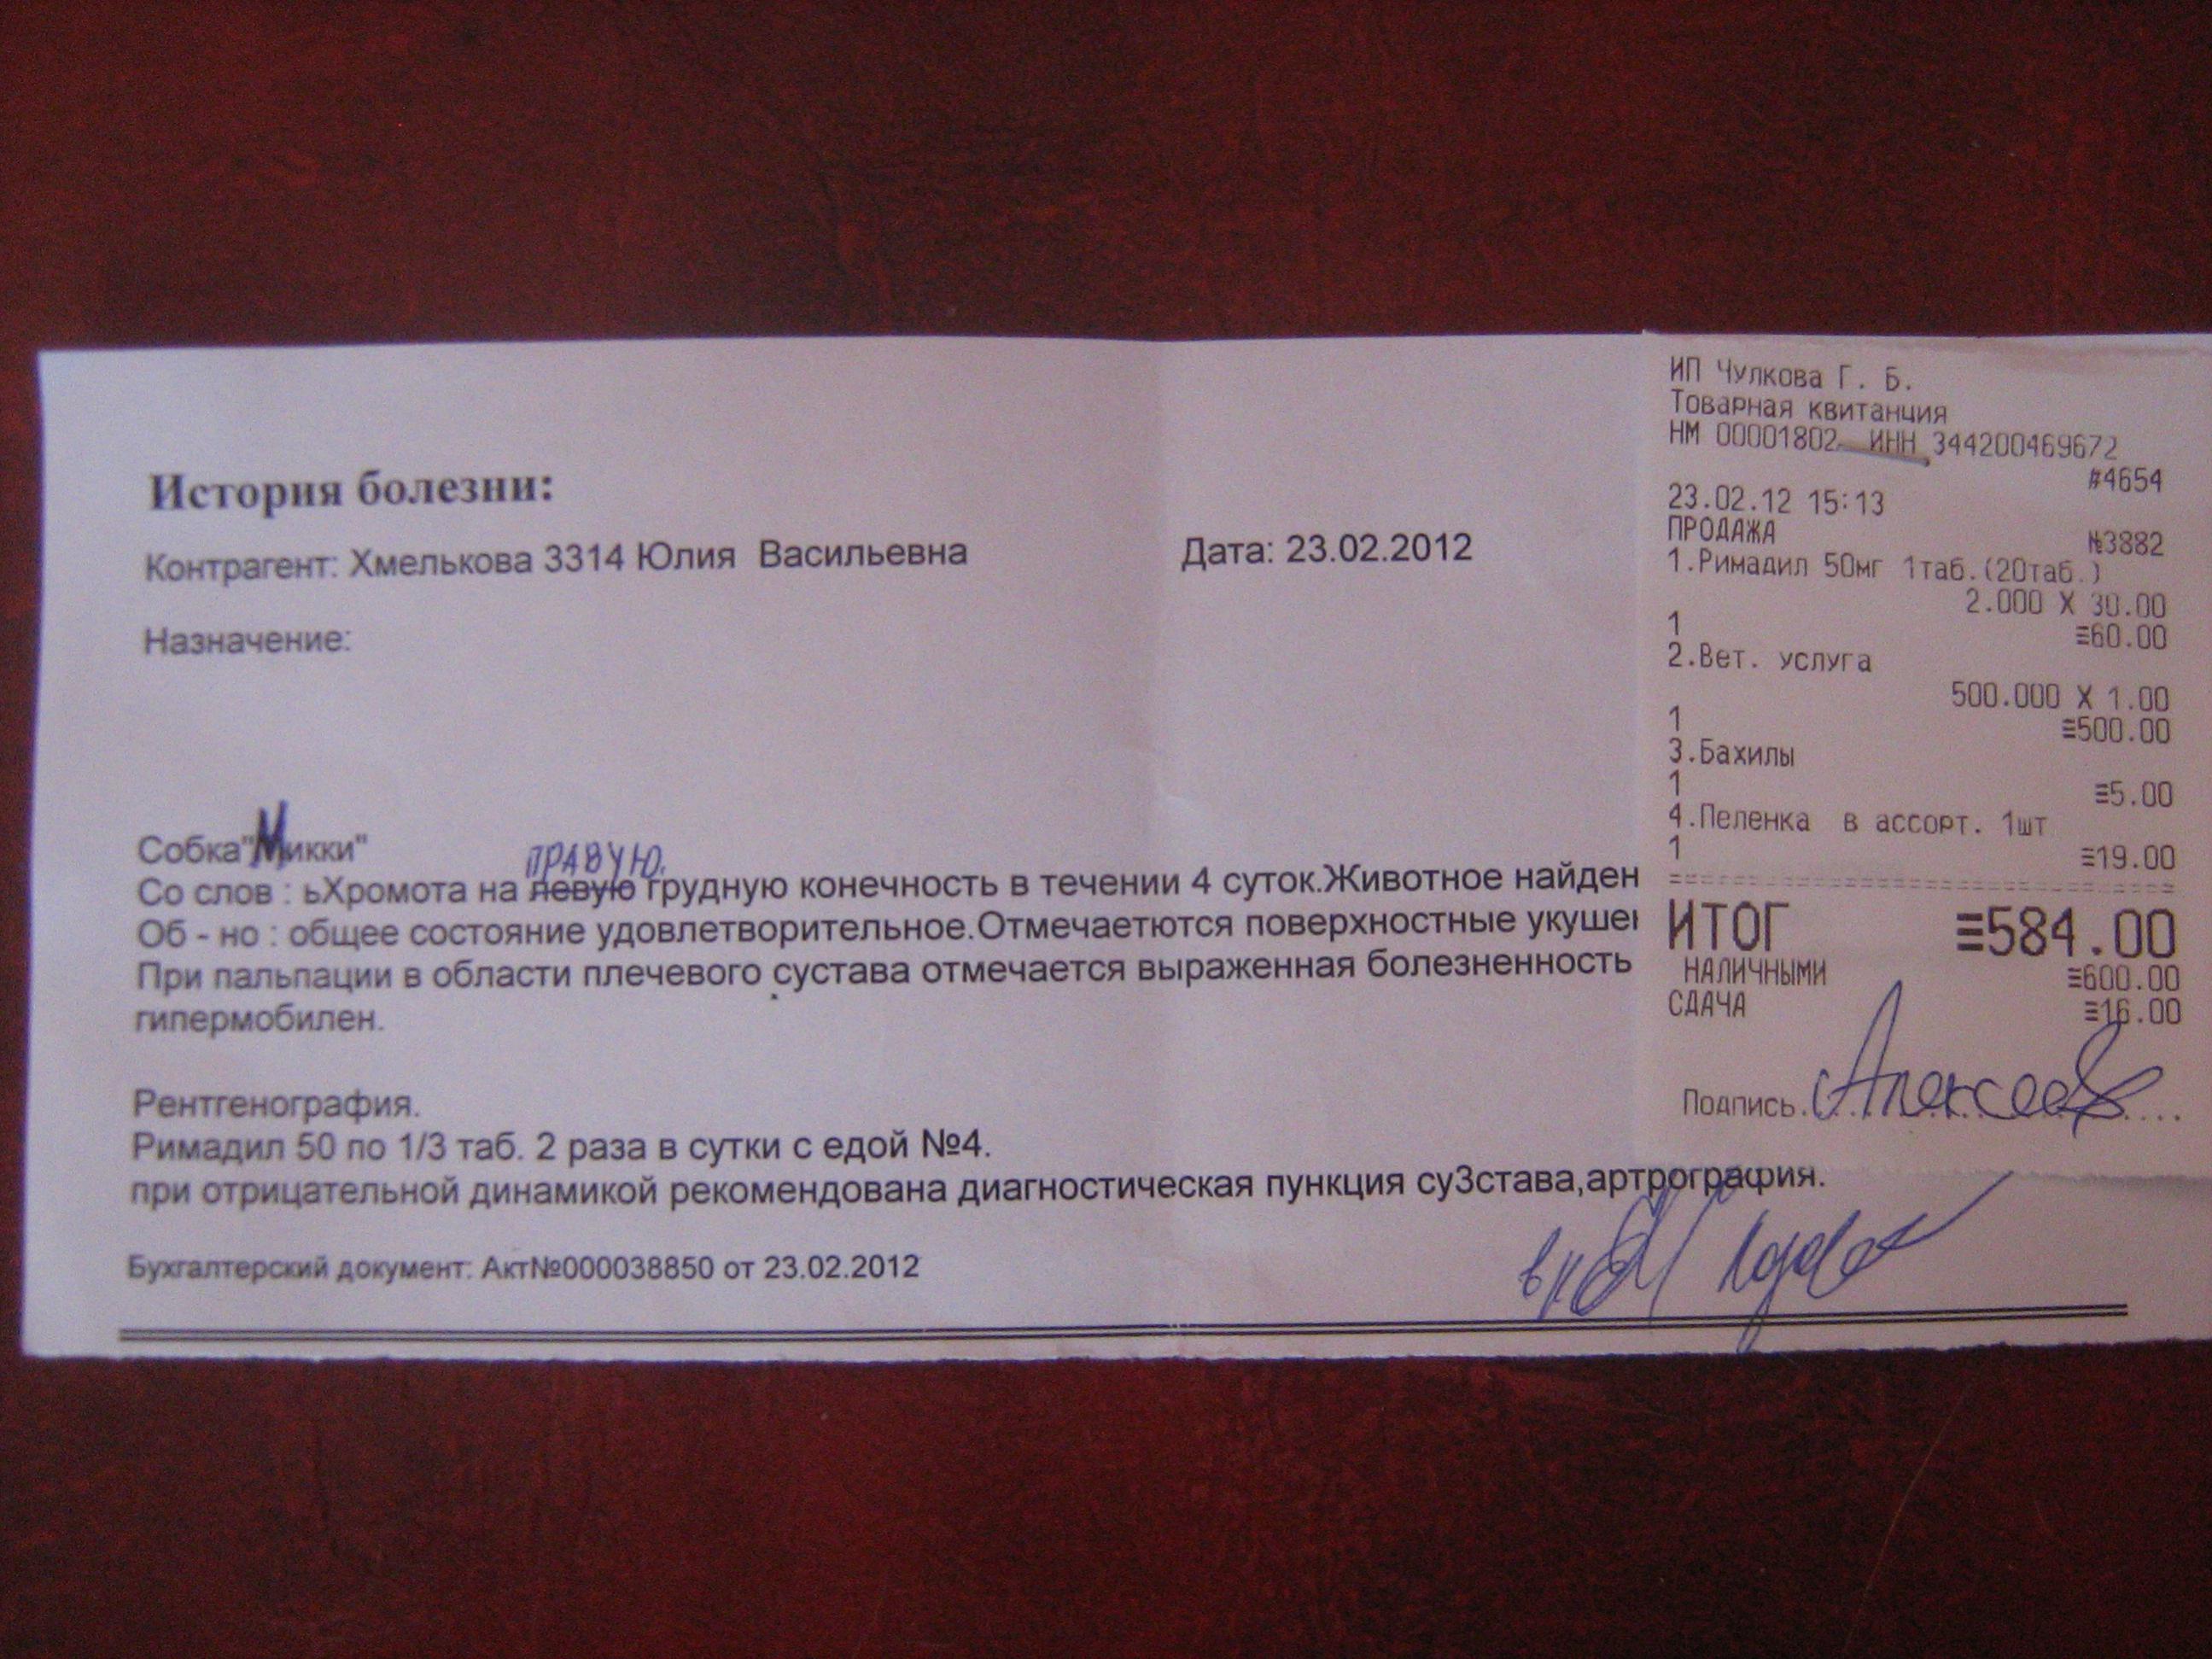 История болезни:
Контрагент: Хмелькова 3314 Юлия Васильевна Дата: 23.02.2012
Назначение:
Собка"Микки"
ПРАВУЮ.
Со слов : ьХромота на левую грудную конечность в течении 4 суток.Животное найден
Об - но : общее состояние удовлетворительное.Отмечаетются поверхностные
При пальпации в области плечевого сустава отмечается выраженная болезненность
гипермобилен.
Рентгенография.
Римадил 50 по 1/3 таб. 2 раза в сутки с едой №4.
при отрицательной динамикой рекомендована диагностическая пункция су3става,артрография.
Бухгалтерский документ: Акт№000038850 от 23.02.2012
ИП Чулкова Г. Б.
Товарная квитанция
НМ 00001802 ИНН 344200469672
#4654
23.02.12 15:13
ПРОДАЖА №3882
1.Римадил 50мг 1таб.(20таб.)
2.000 X 30.00
1 ≡60.00
2.Вет. услуга
500.000 X 1.00
1 ≡500.00
3.Бахилы
1 ≡5.00
4.Пеленка в ассорт. 1шт
1 ≡19.00
ИТОГ ≡584.00
НАЛИЧНЫМИ ≡600.00
СДАЧА ≡16.00
Подпись